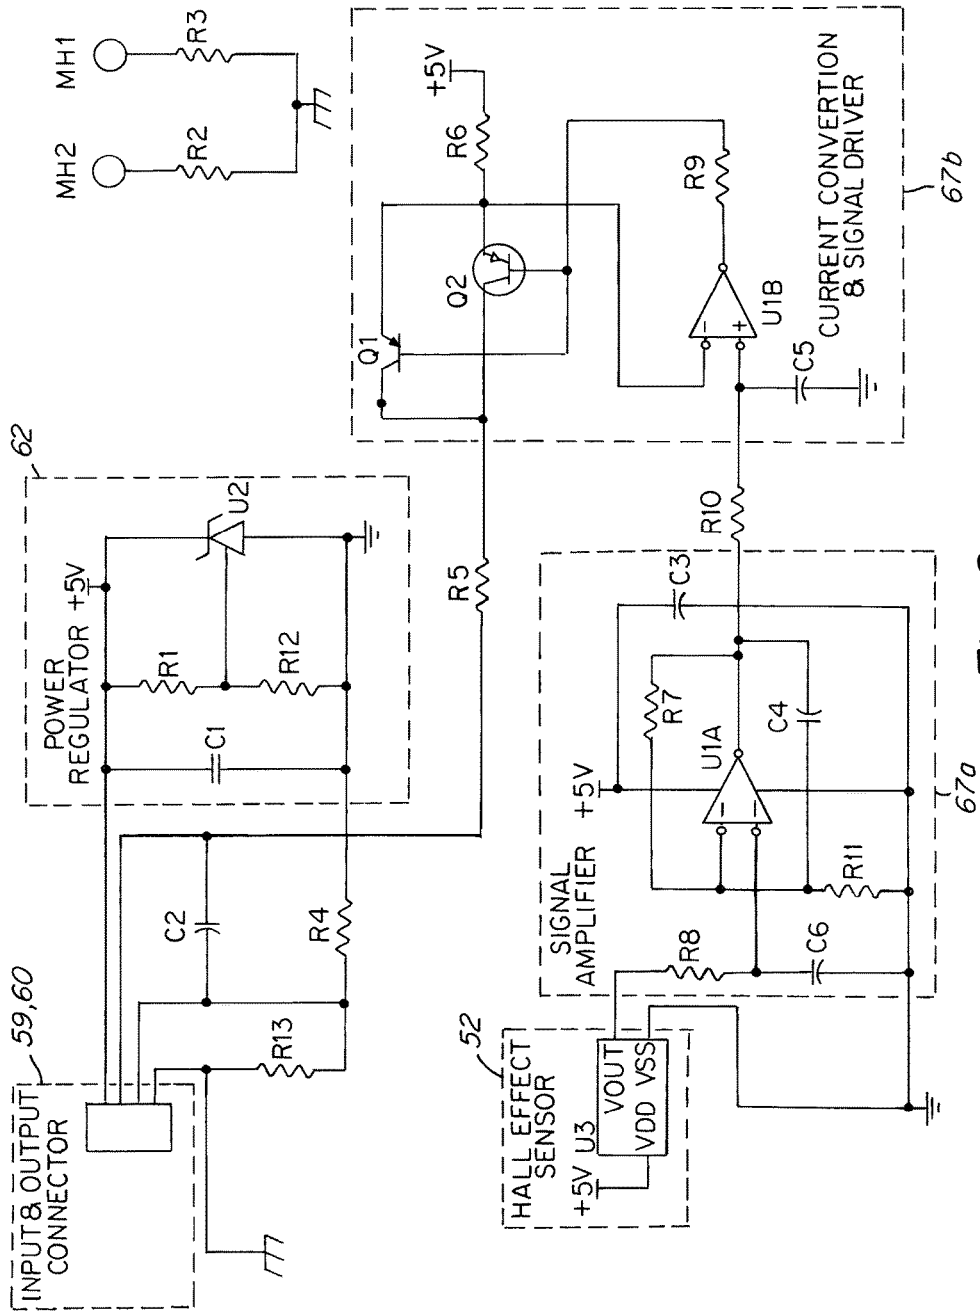 59,60
INPUT & OUTPUT
CONNECTOR
R13
C2
R4
62
POWER
REGULATOR
+5V
C1
R1
R12
U2
R5
MH2
MH1
R2
R3
Q1
Q2
R6
+5V
R9
U1B
-
+
C5
CURRENT CONVERTION
& SIGNAL DRIVER
67b
52
HALL EFFECT
SENSOR
+5V
U3
VOUT
VDD VSS
SIGNAL
AMPLIFIER
+5V
R8
C6
R11
U1A
R7
C4
C3
R10
67a